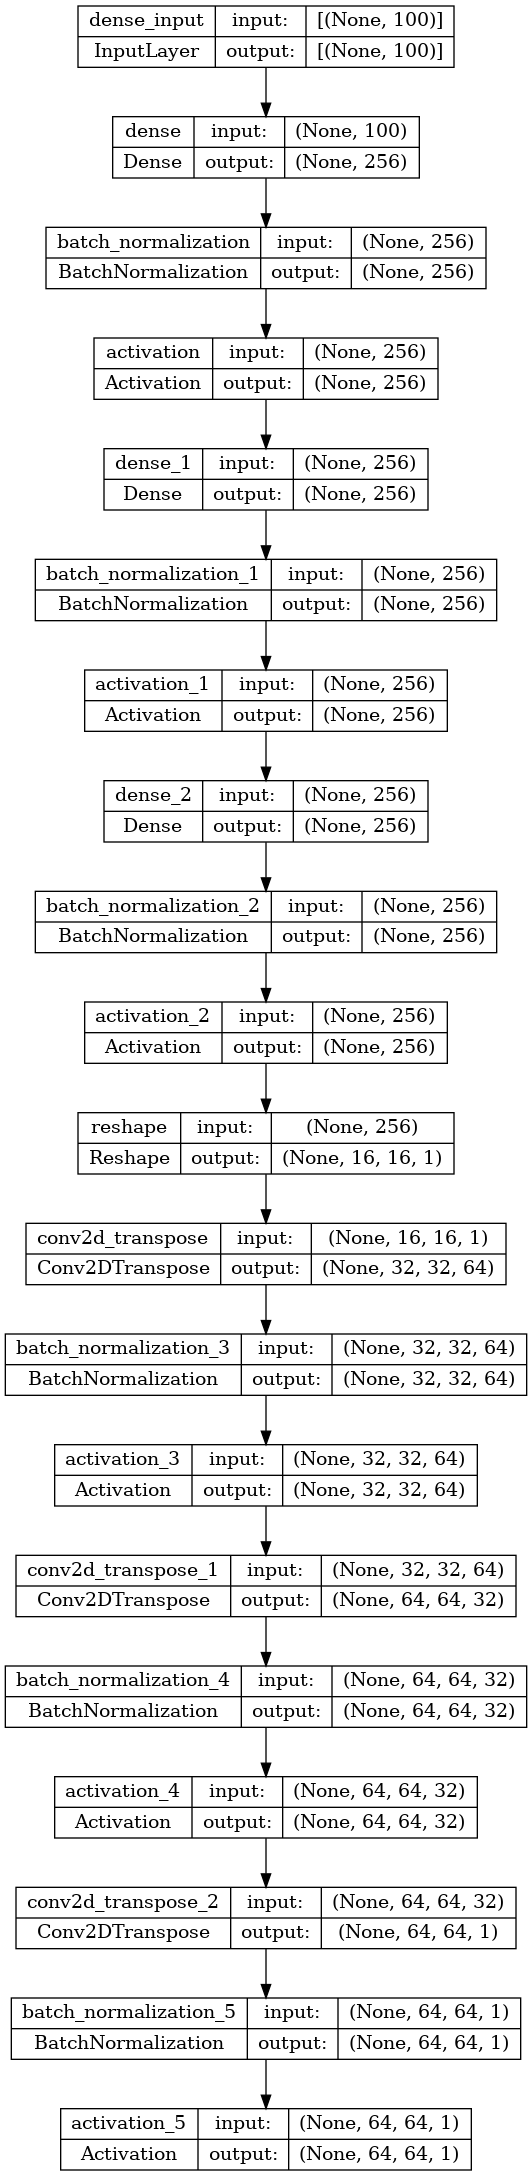 dense_input input: [(None, 100)]
InputLayer output: [(None, 100)]
dense input: (None, 100)
Dense output: (None, 256)
batch_normalization input: (None, 256)
BatchNormalization output: (None, 256)
activation input: (None, 256)
Activation output: (None, 256)
dense_1 input: (None, 256)
Dense output: (None, 256)
batch_normalization_1 input: (None, 256)
BatchNormalization output: (None, 256)
activation_1 input: (None, 256)
Activation output: (None, 256)
dense_2 input: (None, 256)
Dense output: (None, 256)
batch_normalization_2 input: (None, 256)
BatchNormalization output: (None, 256)
activation_2 input: (None, 256)
Activation output: (None, 256)
reshape input: (None, 256)
Reshape output: (None, 16, 16, 1)
conv2d_transpose input: (None, 16, 16, 1)
Conv2DTranspose output: (None, 32, 32, 64)
batch_normalization_3 input: (None, 32, 32, 64)
BatchNormalization output: (None, 32, 32, 64)
activation_3 input: (None, 32, 32, 64)
Activation output: (None, 32, 32, 64)
conv2d_transpose_1 input: (None, 32, 32, 64)
Conv2DTranspose output: (None, 64, 64, 32)
batch_normalization_4 input: (None, 64, 64, 32)
BatchNormalization output: (None, 64, 64, 32)
activation_4 input: (None, 64, 64, 32)
Activation output: (None, 64, 64, 32)
conv2d_transpose_2 input: (None, 64, 64, 32)
Conv2DTranspose output: (None, 64, 64, 1)
batch_normalization_5 input: (None, 64, 64, 1)
BatchNormalization output: (None, 64, 64, 1)
activation_5 input: (None, 64, 64, 1)
Activation output: (None, 64, 64, 1)